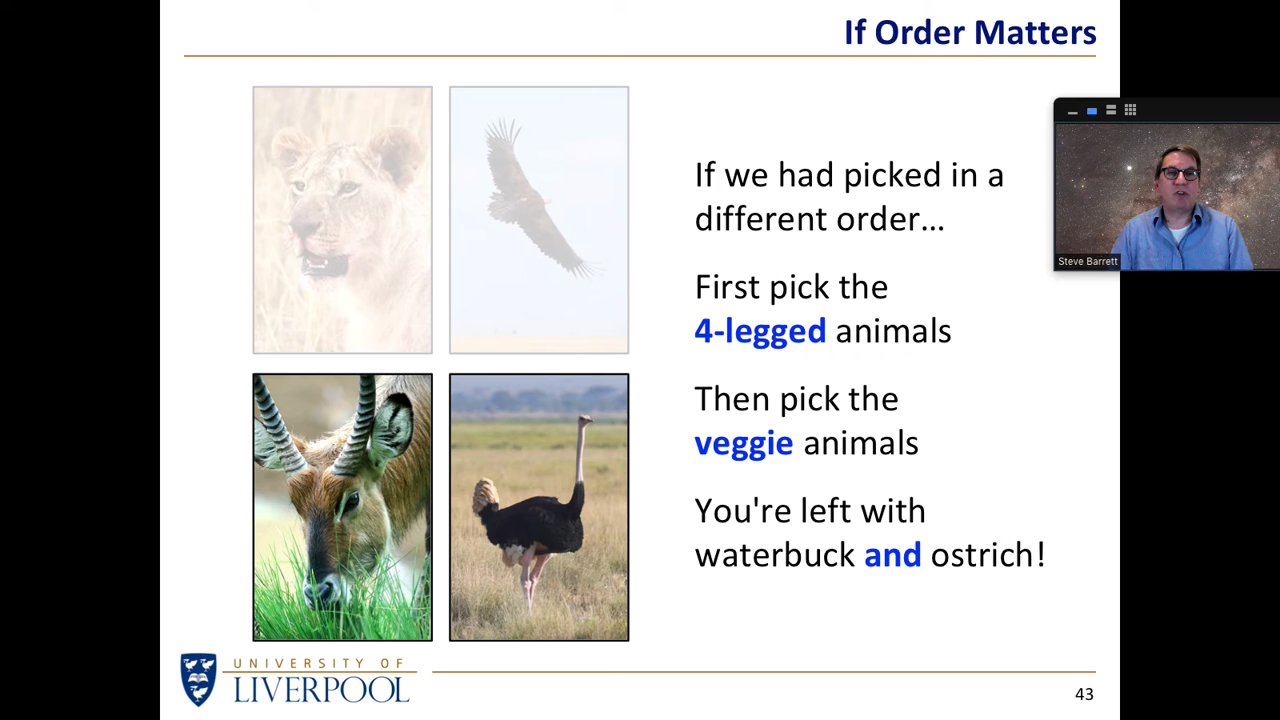 If Order Matters
If we had picked in a
different order...
First pick the
4-legged animals
Then pick the
veggie animals
You're left with
waterbuck and ostrich!
Steve Barrett
UNIVERSITY OF
LIVERPOOL
43